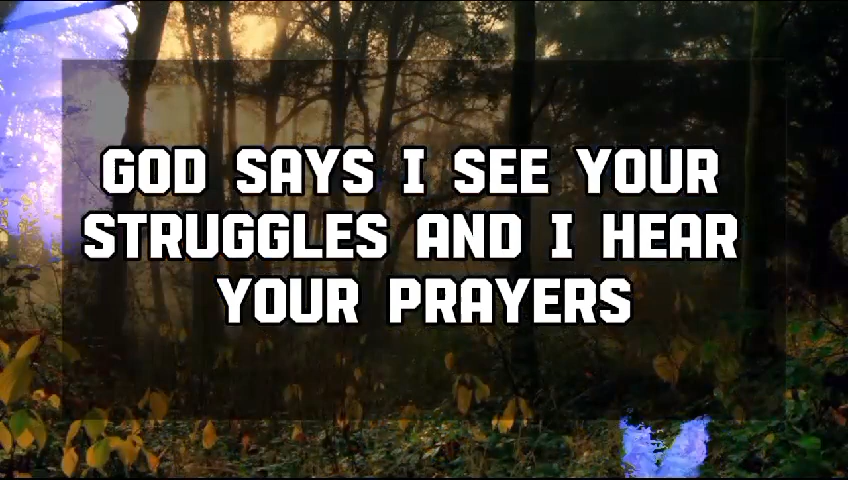 GOD SAYS I SEE YOUR
STRUGGLES AND I HEAR
YOUR PRAYERS